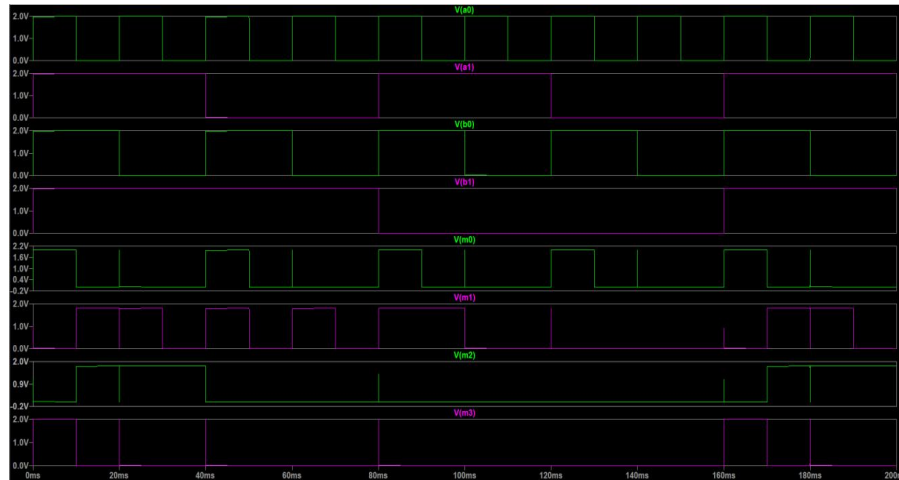 V(a0)
2.0V
1.0V
0.0V
V(a1)
2.0V
1.0V
0.0V
V(b0)
2.0V
1.0V
0.0V
V(b1)
2.0V
1.0V
0.0V
V(m0)
2.2V
1.6V
1.0V
0.4V
-0.2V
V(m1)
2.0V
1.0V
0.0V
V(m2)
2.0V
0.9V
-0.2V
V(m3)
2.0V
1.0V
0.0V
0ms 20ms 40ms 60ms 80ms 100ms 120ms 140ms 160ms 180ms